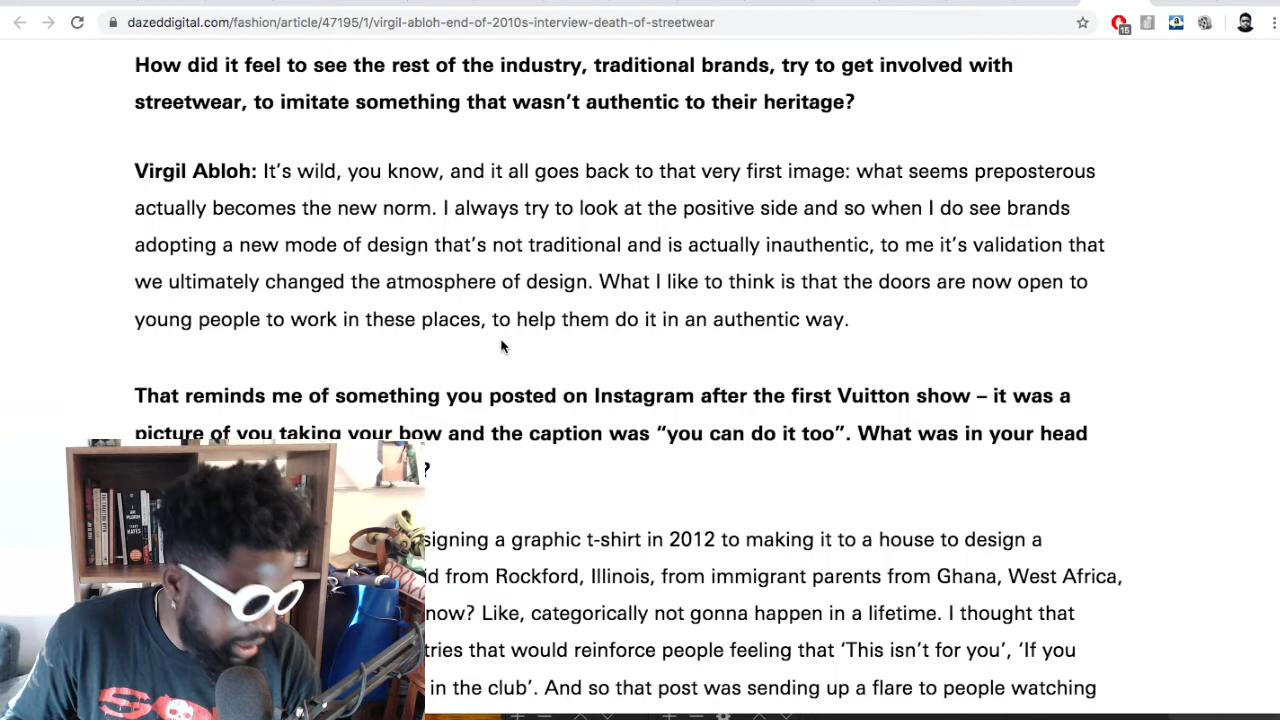 dazeddigital.com/fashion/article/47195/1/virgil-abloh-end-of-2010s-interview-death-of-streetwear
15
How did it feel to see the rest of the industry, traditional brands, try to get involved with
streetwear, to imitate something that wasn’t authentic to their heritage?
Virgil Abloh: It’s wild, you know, and it all goes back to that very first image: what seems preposterous
actually becomes the new norm. I always try to look at the positive side and so when I do see brands
adopting a new mode of design that’s not traditional and is actually inauthentic, to me it’s validation that
we ultimately changed the atmosphere of design. What I like to think is that the doors are now open to
young people to work in these places, to help them do it in an authentic way.
That reminds me of something you posted on Instagram after the first Vuitton show – it was a
picture of you taking your bow and the caption was “you can do it too”. What was in your head
?
signing a graphic t-shirt in 2012 to making it to a house to design a
d from Rockford, Illinois, from immigrant parents from Ghana, West Africa,
now? Like, categorically not gonna happen in a lifetime. I thought that
tries that would reinforce people feeling that ‘This isn’t for you’, ‘If you
in the club’. And so that post was sending up a flare to people watching
I AM
PILGRIM
TERRY
HAYES